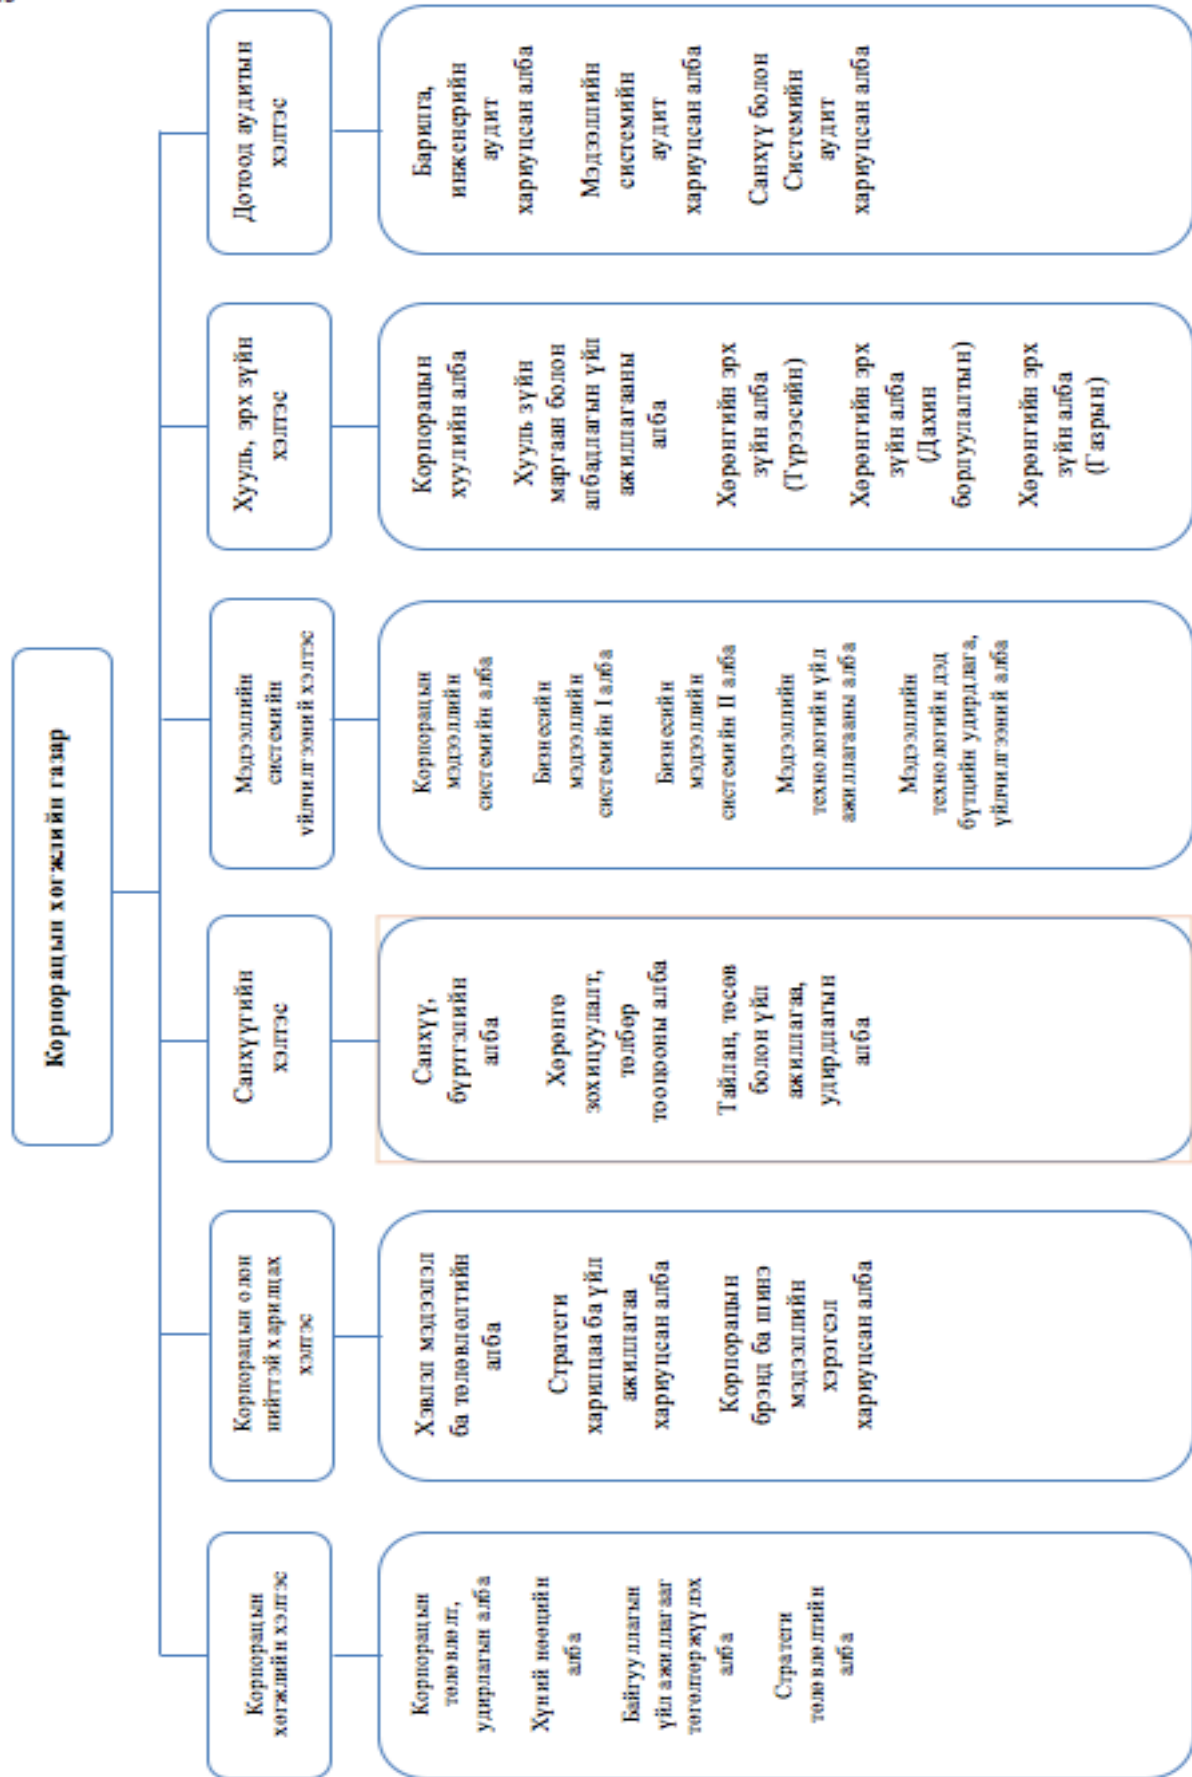 Корпорацын хөгжлийн газар
Корпорацын
хөгжлийн хэлтэс
Корпорацын
төлөвлөлт,
удирлагын алба
Хүний нөөцийн
алба
Байгууллагын
үйл ажиллагааг
төгөлтөржүүлэх
алба
Стратеги
төлөвлөлтийн
алба
Корпорацын олон
нийттэй харилцах
хэлтэс
Хэвлэл мэдээлэл
ба төлөвлөлтийн
алба
Стратеги
харилцаа ба үйл
ажиллагаа
хариуцсан алба
Корпорацын
брэнд ба шинэ
мэдээллийн
хэрэгсэл
хариуцсан алба
Санхүүгийн
хэлтэс
Санхүү,
бүртгэлийн
алба
Хөрөнгө
зохицуулалт,
төлбөр
тооцооны алба
Тайлан, төсөв
болон үйл
ажиллагаа,
удирдлагын
алба
Мэдээллийн
системийн
үйлчилгээний хэлтэс
Корпорацын
мэдээллийн
системийн алба
Бизнесийн
мэдээллийн
системийн I алба
Бизнесийн
мэдээллийн
системийн II алба
Мэдээллийн
технологийн үйл
ажиллагааны алба
Мэдээллийн
технологийн дэд
бүтцийн удирдлага,
үйлчилгээний алба
Хууль, эрх зүйн
хэлтэс
Корпорацын
хуулийн алба
Хууль зүйн
маргаан болон
албадлагын үйл
ажиллагааны
алба
Хөрөнгийн эрх
зүйн алба
(Түрээсийн)
Хөрөнгийн эрх
зүйн алба
(Дахин
борлуулалтын)
Хөрөнгийн эрх
зүйн алба
(Газрын)
Дотоод аудитын
хэлтэс
Барилга,
инженерийн
аудит
хариуцсан алба
Мэдээллийн
системийн
аудит
хариуцсан алба
Санхүү болон
Системийн
аудит
хариуцсан алба